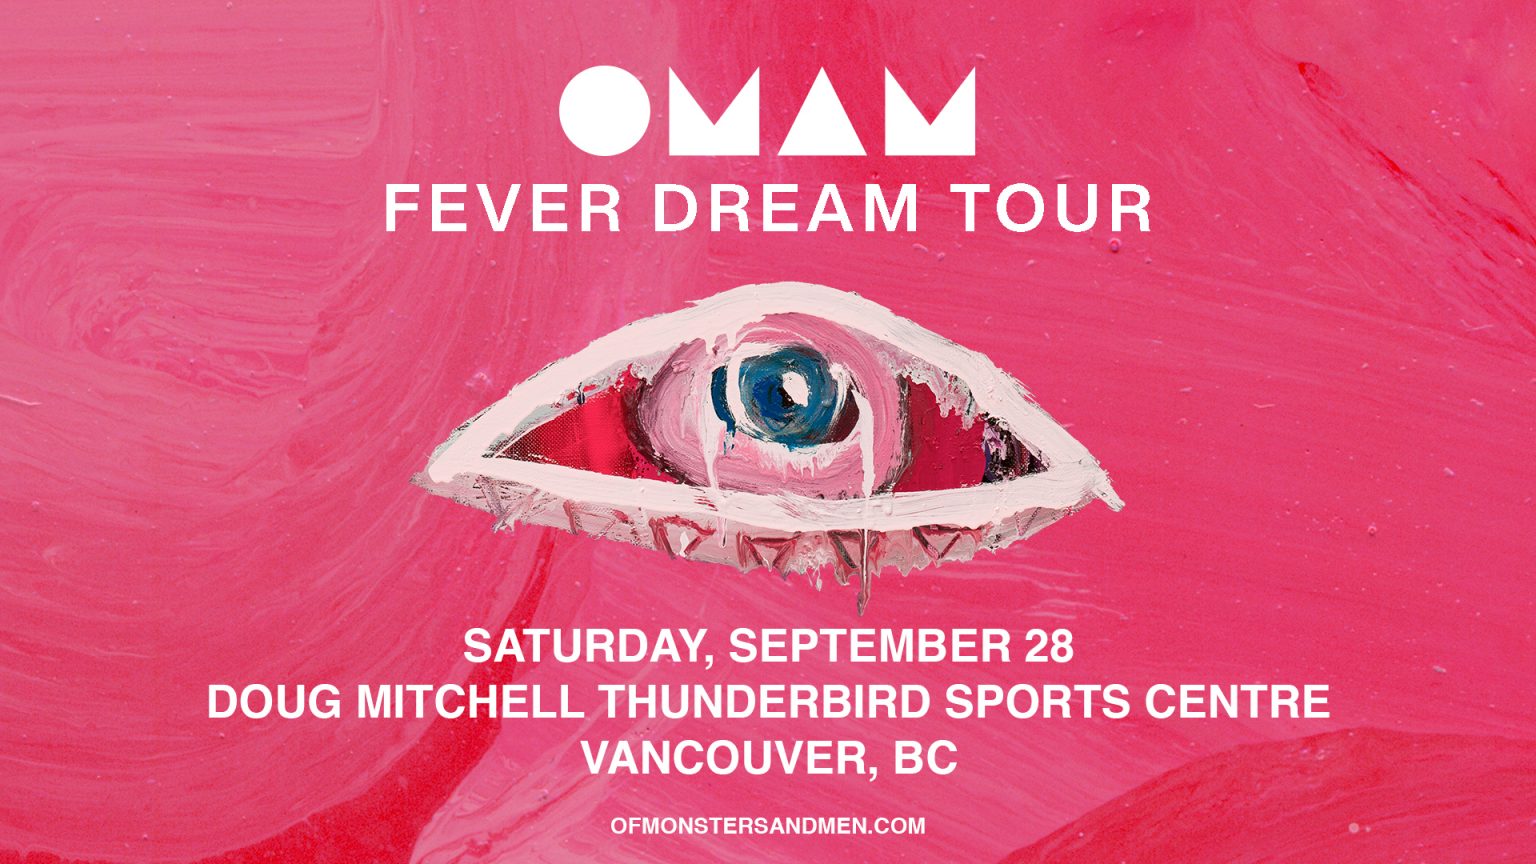 OMAM
FEVER DREAM TOUR
SATURDAY, SEPTEMBER 28
DOUG MITCHELL THUNDERBIRD SPORTS CENTRE
VANCOUVER, BC
OFMONSTERSANDMEN.COM